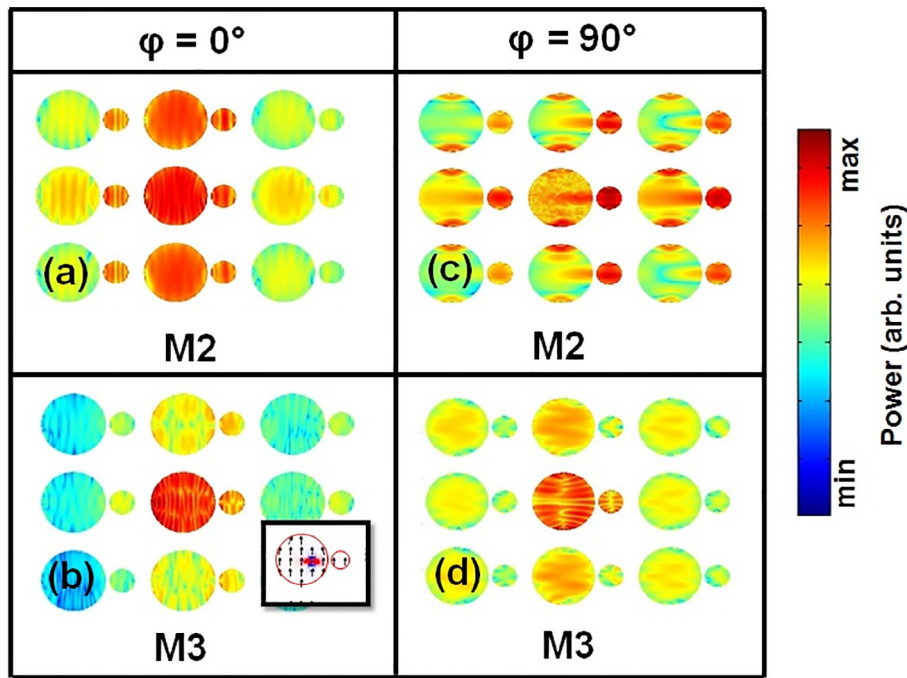 φ = 0°
φ = 90°
(a)
M2
(c)
M2
(b)
M3
(d)
M3
max
Power (arb. units)
min